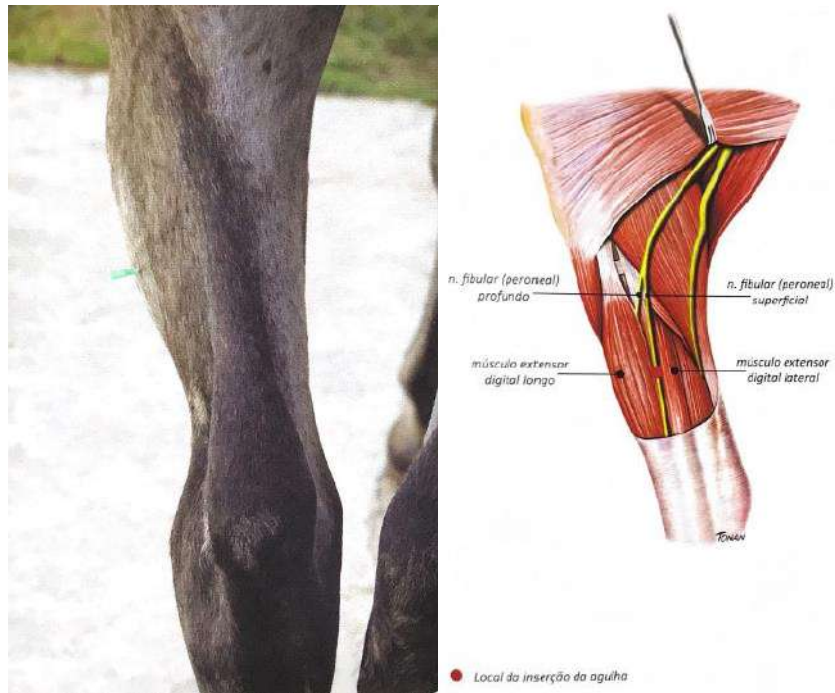 n. fibular (peroneal)
profundo
n. fibular (peroneal)
superficial
músculo extensor
digital longo
músculo extensor
digital lateral
TONAN
Local da inserção da agulha